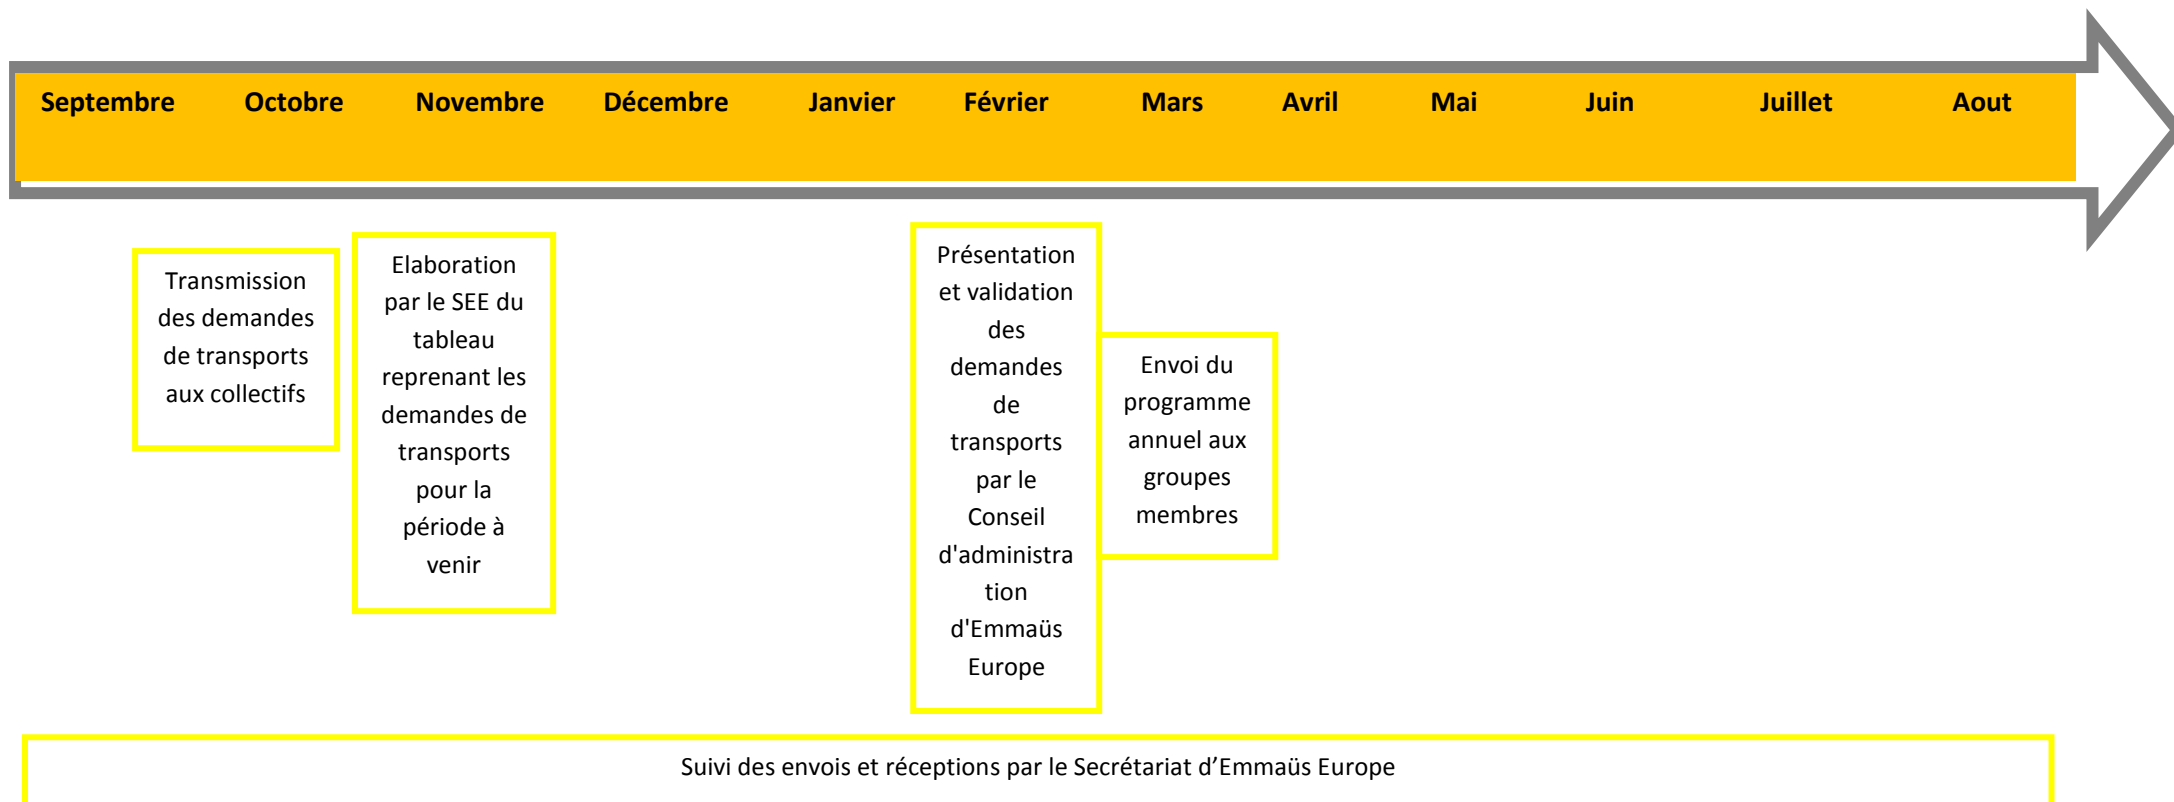 Septembre Octobre Novembre Décembre Janvier Février Mars Avril Mai Juin Juillet Aout
Transmission
des demandes
de transports
aux collectifs
Elaboration
par le SEE du
tableau
reprenant les
demandes de
transports
pour la
période à
venir
Présentation
et validation
des
demandes
de
transports
par le
Conseil
d'administra
tion
d'Emmaüs
Europe
Envoi du
programme
annuel aux
groupes
membres
Suivi des envois et réceptions par le Secrétariat d’Emmaüs Europe